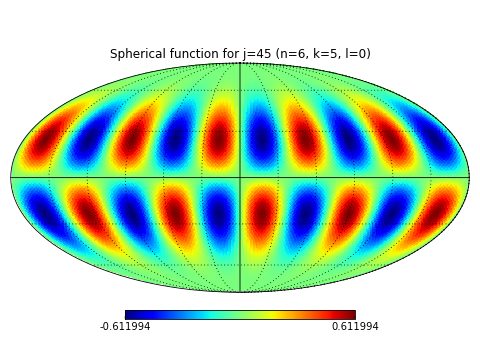 Spherical function for j=45 (n=6, k=5, l=0)
-0.611994 0.611994